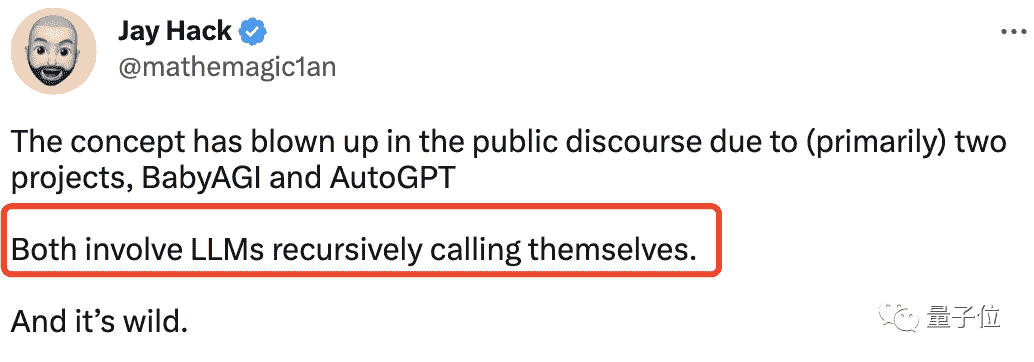 Jay Hack
@mathemagic1an
The concept has blown up in the public discourse due to (primarily) two
projects, BabyAGI and AutoGPT
Both involve LLMs recursively calling themselves.
And it's wild.
量子位